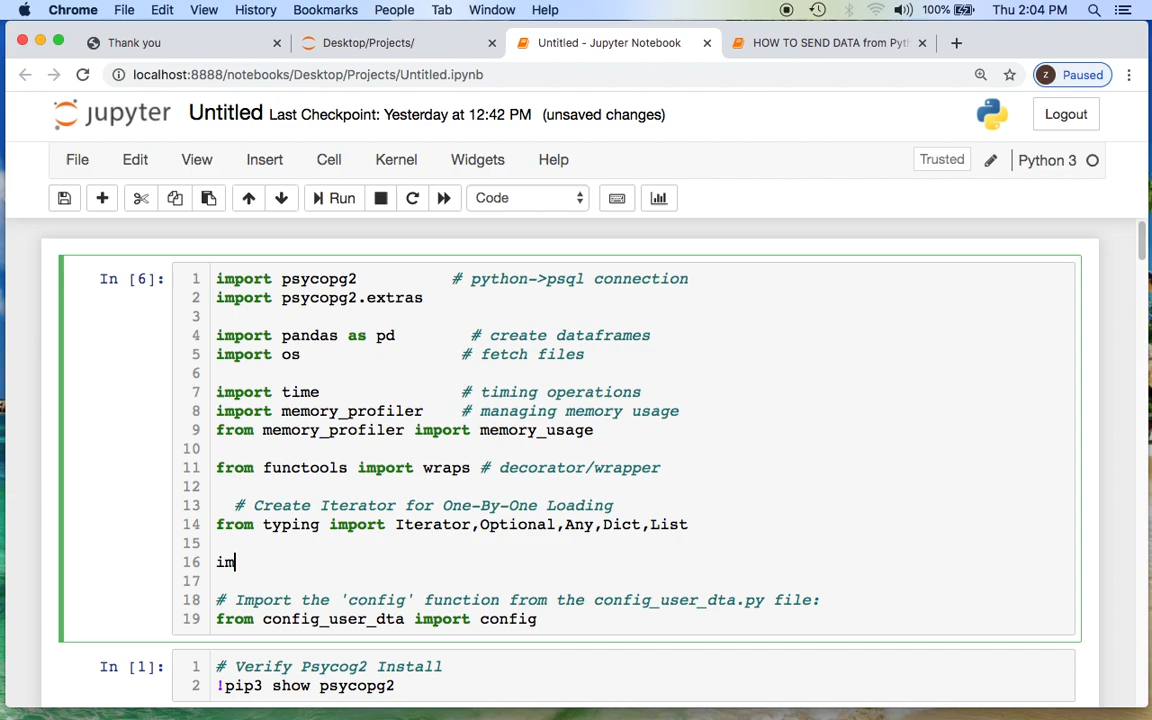 Chrome File Edit View History Bookmarks People Tab Window Help 100% Thu 2:04 PM
Thank you Desktop/Projects/ Untitled - Jupyter Notebook HOW TO SEND DATA from Pyth
localhost:8888/notebooks/Desktop/Projects/Untitled.ipynb z Paused
jupyter Untitled Last Checkpoint: Yesterday at 12:42 PM (unsaved changes) Logout
File Edit View Insert Cell Kernel Widgets Help Trusted Python 3
Run Code
In [6]: 1 import psycopg2 # python->psql connection
2 import psycopg2.extras
3
4 import pandas as pd # create dataframes
5 import os # fetch files
6
7 import time # timing operations
8 import memory_profiler # managing memory usage
9 from memory_profiler import memory_usage
10
11 from functools import wraps # decorator/wrapper
12
13 # Create Iterator for One-By-One Loading
14 from typing import Iterator,Optional,Any,Dict,List
15
16 im
17
18 # Import the 'config' function from the config_user_dta.py file:
19 from config_user_dta import config
In [1]: 1 # Verify Psycog2 Install
2 !pip3 show psycopg2